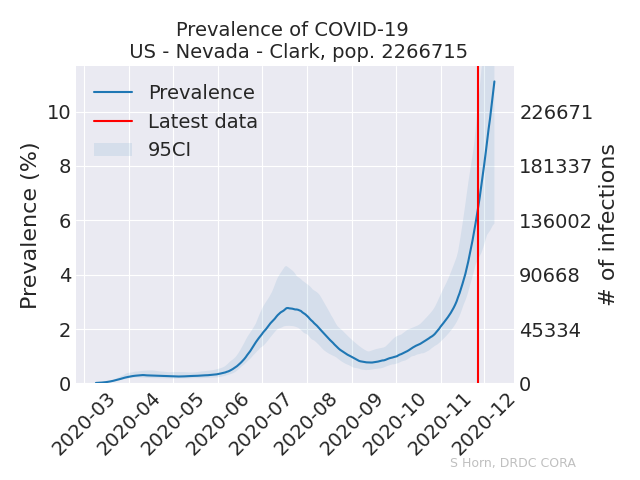 Prevalence of COVID-19
US - Nevada - Clark, pop. 2266715
Prevalence
Latest data
95CI
Prevalence (%)
10
8
6
4
2
0
226671
181337
136002
90668
45334
0
# of infections
2020-03
2020-04
2020-05
2020-06
2020-07
2020-08
2020-09
2020-10
2020-11
2020-12
S Horn, DRDC CORA